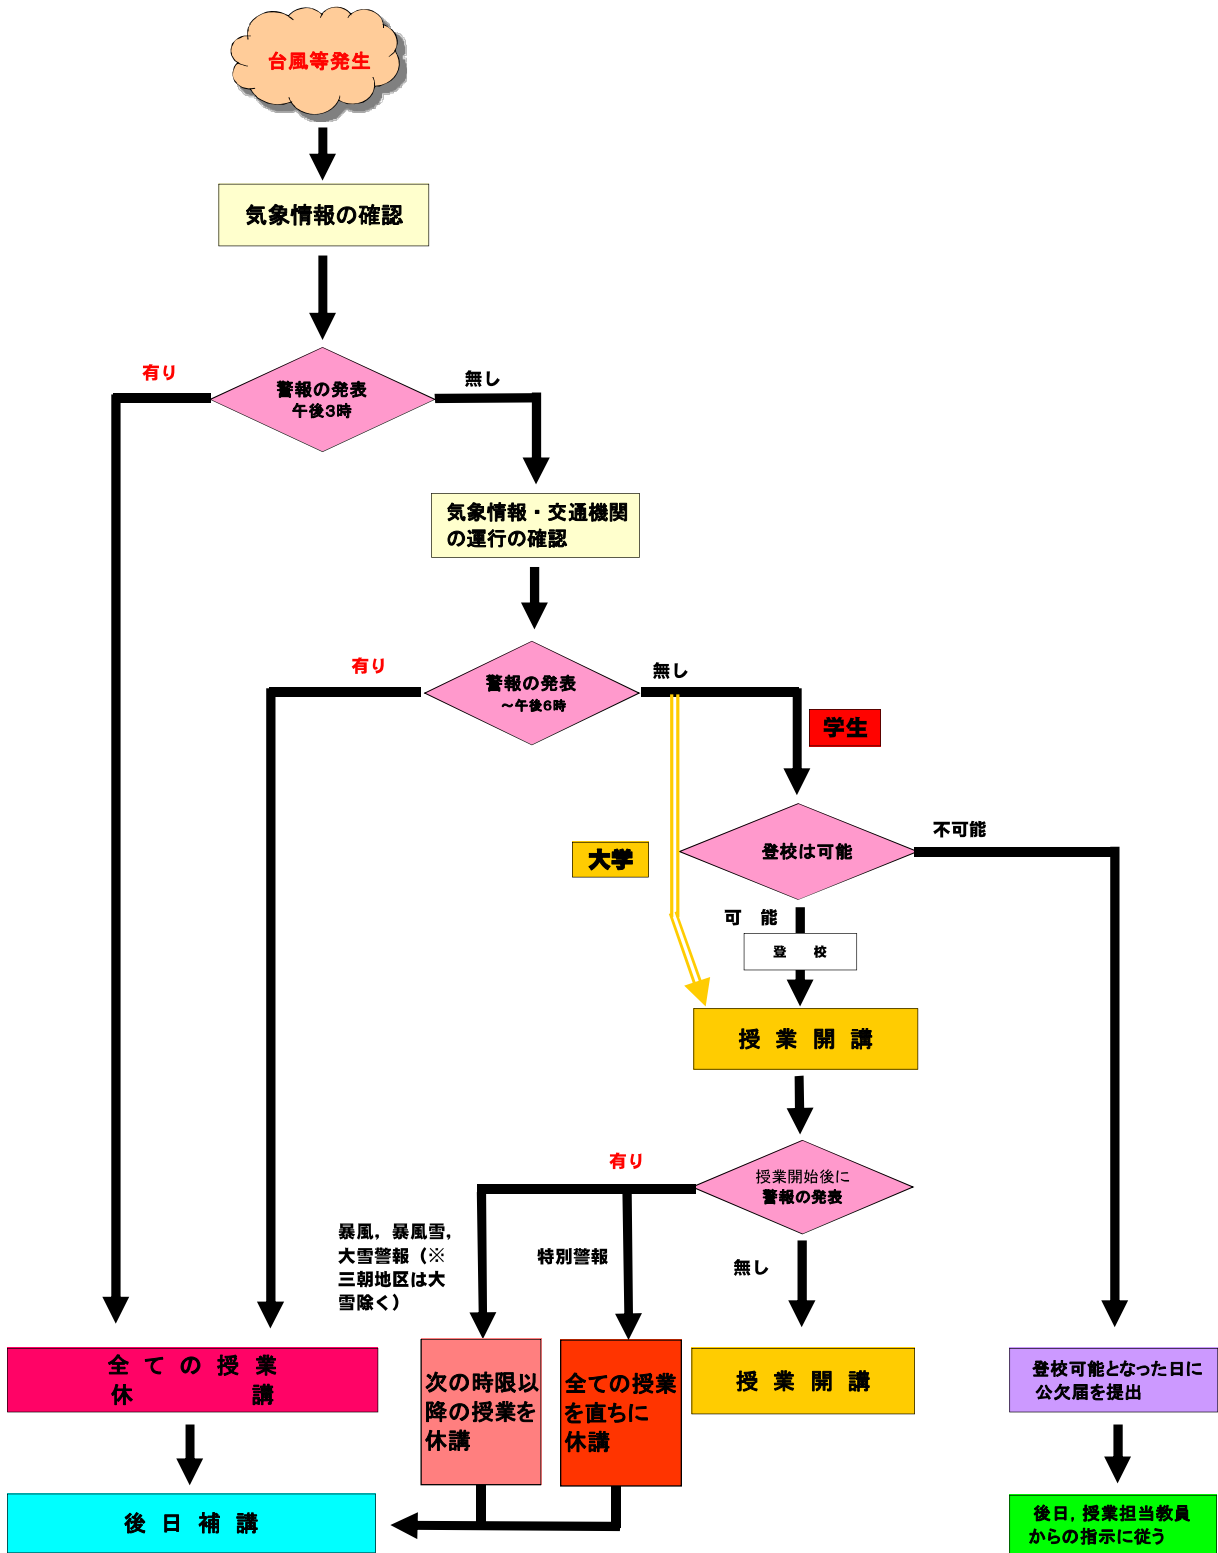 台風等発生
気象情報の確認
有り
無し
警報の発表
午後3時
気象情報・交通機関
の運行の確認
有り
無し
警報の発表
～午後6時
学生
不可能
大学
登校は可能
可　能
登　校
授 業 開 講
有り
授業開始後に
警報の発表
暴風，暴風雪，
大雪警報（※
三朝地区は大
雪除く）
特別警報
無し
全 て の 授 業
休　　　　　講
次の時限以
降の授業を
休講
全ての授業
を直ちに
休講
授 業 開 講
登校可能となった日に
公欠届を提出
後 日 補 講
後日，授業担当教員
からの指示に従う